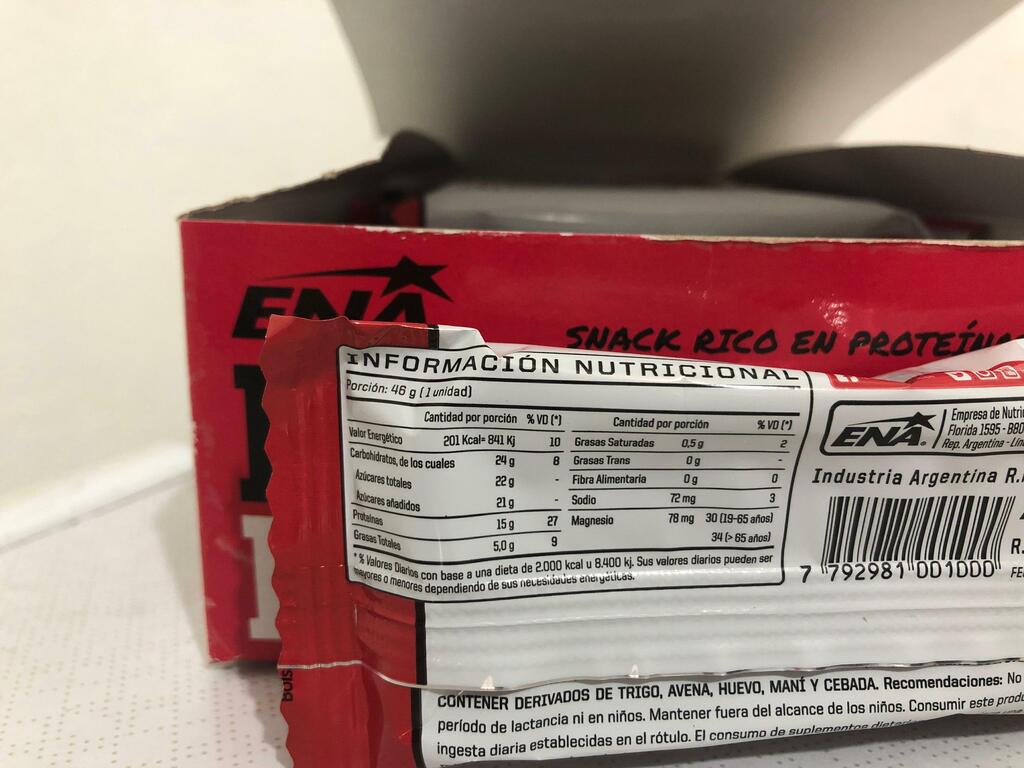 ENA
SNACK RICO EN PROTEÍNA
INFORMACIÓN NUTRICIONAL
Porción: 46 g (1 unidad)
Cantidad por porción % VD (*)
Valor Energético 201 Kcal= 841 Kj 10
Carbohidratos, de los cuales 24 g 8
Azúcares totales 22 g -
Azúcares añadidos 21 g -
Proteínas 15 g 27
Grasas Totales 5,0 g 9
Cantidad por porción % VD (*)
Grasas Saturadas 0,5 g 2
Grasas Trans 0 g -
Fibra Alimentaria 0 g 0
Sodio 72 mg 3
Magnesio 78 mg 30 (19-65 años)
34 (> 65 años)
* % Valores Diarios con base a una dieta de 2.000 kcal u 8.400 kj. Sus valores diarios pueden ser
mayores o menores dependiendo de sus necesidades energéticas.
ENA
Empresa de Nutri
Florida 1595 - B80
Rep. Argentina - Lín
Industria Argentina R.
7 792981 001000
R.
FE
CONTENER DERIVADOS DE TRIGO, AVENA, HUEVO, MANÍ Y CEBADA. Recomendaciones: No
período de lactancia ni en niños. Mantener fuera del alcance de los niños. Consumir este produ
ingesta diaria establecidas en el rótulo. El consumo de suplementos dietari